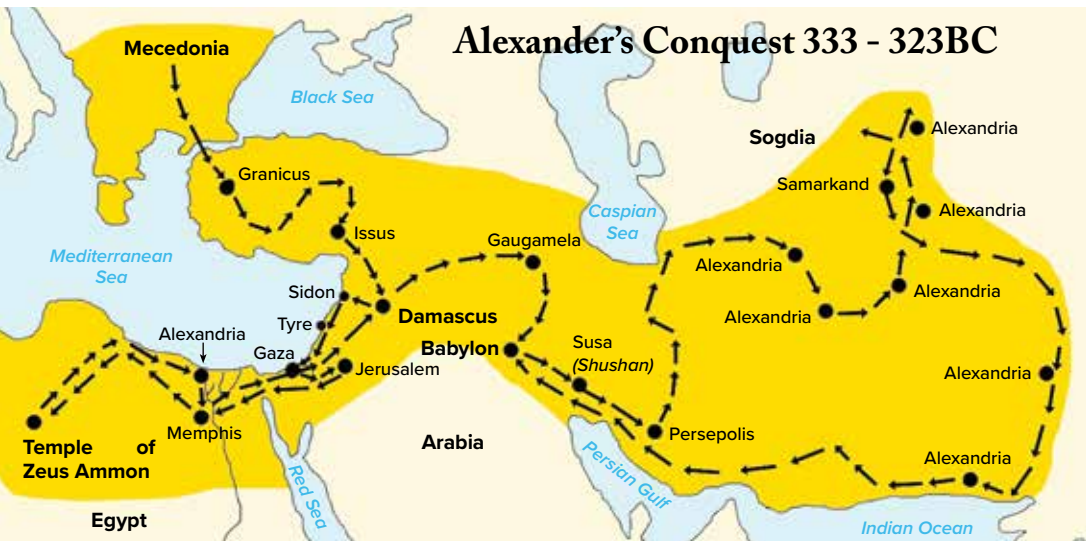 Alexander's Conquest 333 - 323BC
Mecedonia
Black Sea
Granicus
Issus
Mediterranean
Sea
Sidon
Tyre
Alexandria
Gaza
Damascus
Jerusalem
Memphis
Temple of
Zeus Ammon
Egypt
Red Sea
Arabia
Gaugamela
Babylon
Susa
(Shushan)
Persepolis
Persian Gulf
Caspian
Sea
Sogdia
Alexandria
Samarkand
Alexandria
Alexandria
Alexandria
Alexandria
Alexandria
Alexandria
Indian Ocean